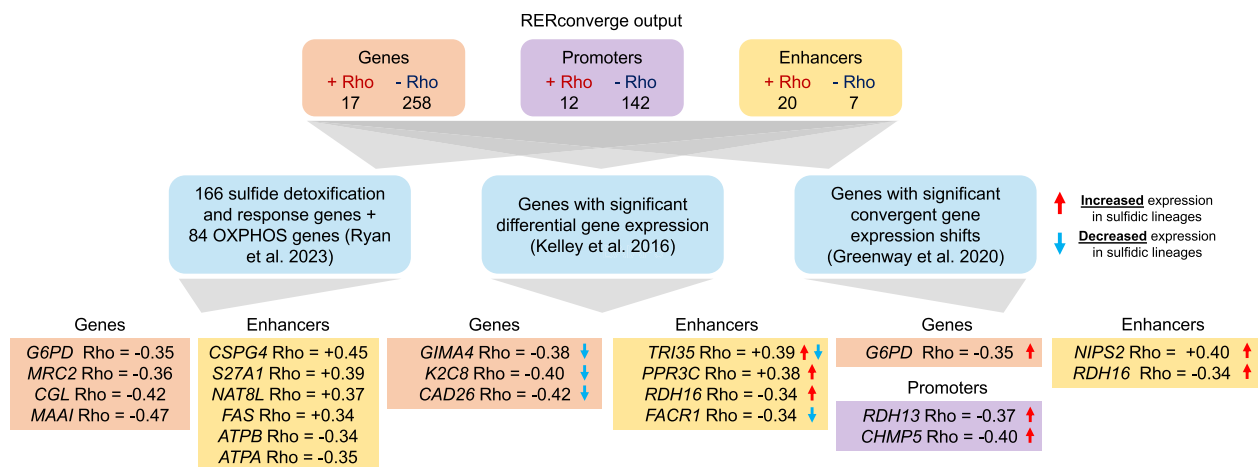 RERconverge output
Genes
+ Rho - Rho
17 258
Promoters
+ Rho - Rho
12 142
Enhancers
+ Rho - Rho
20 7
166 sulfide detoxification
and response genes +
84 OXPHOS genes (Ryan
et al. 2023)
Genes with significant
differential gene expression
(Kelley et al. 2016)
Genes with significant
convergent gene
expression shifts
(Greenway et al. 2020)
Increased expression
in sulfidic lineages
Decreased expression
in sulfidic lineages
Genes
G6PD Rho = -0.35
MRC2 Rho = -0.36
CGL Rho = -0.42
MAAI Rho = -0.47
Enhancers
CSPG4 Rho = +0.45
S27A1 Rho = +0.39
NAT8L Rho = +0.37
FAS Rho = +0.34
ATPB Rho = -0.34
ATPA Rho = -0.35
Genes
GIMA4 Rho = -0.38
K2C8 Rho = -0.40
CAD26 Rho = -0.42
Enhancers
TRI35 Rho = +0.39
PPR3C Rho = +0.38
RDH16 Rho = -0.34
FACR1 Rho = -0.34
Genes
G6PD Rho = -0.35
Promoters
RDH13 Rho = -0.37
CHMP5 Rho = -0.40
Enhancers
NIPS2 Rho = +0.40
RDH16 Rho = -0.34